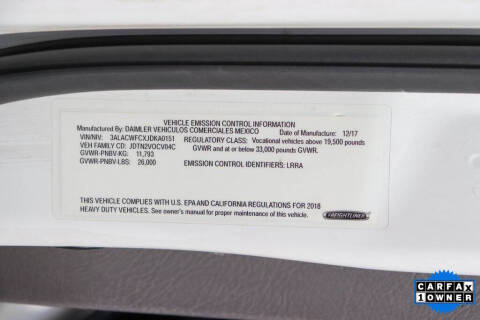 VEHICLE EMISSION CONTROL INFORMATION
Manufactured By: DAIMLER VEHICULOS COMERCIALES MEXICO Date of Manufacture: 12/17
VIN/NIV: 3ALACWFCXJDKA0151 REGULATORY CLASS: Vocational vehicles above 19,500 pounds
VEH FAMILY CD: JDTN2VOCV04C GVWR and at or below 33,000 pounds GVWR.
GVWR-PNBV-KG: 11,793
GVWR-PNBV-LBS: 26,000 EMISSION CONTROL IDENTIFIERS: LRRA
THIS VEHICLE COMPLIES WITH U.S. EPA AND CALIFORNIA REGULATIONS FOR 2018
HEAVY DUTY VEHICLES. See owner's manual for proper maintenance of this vehicle.
FREIGHTLINER
CARFAX
1 OWNER